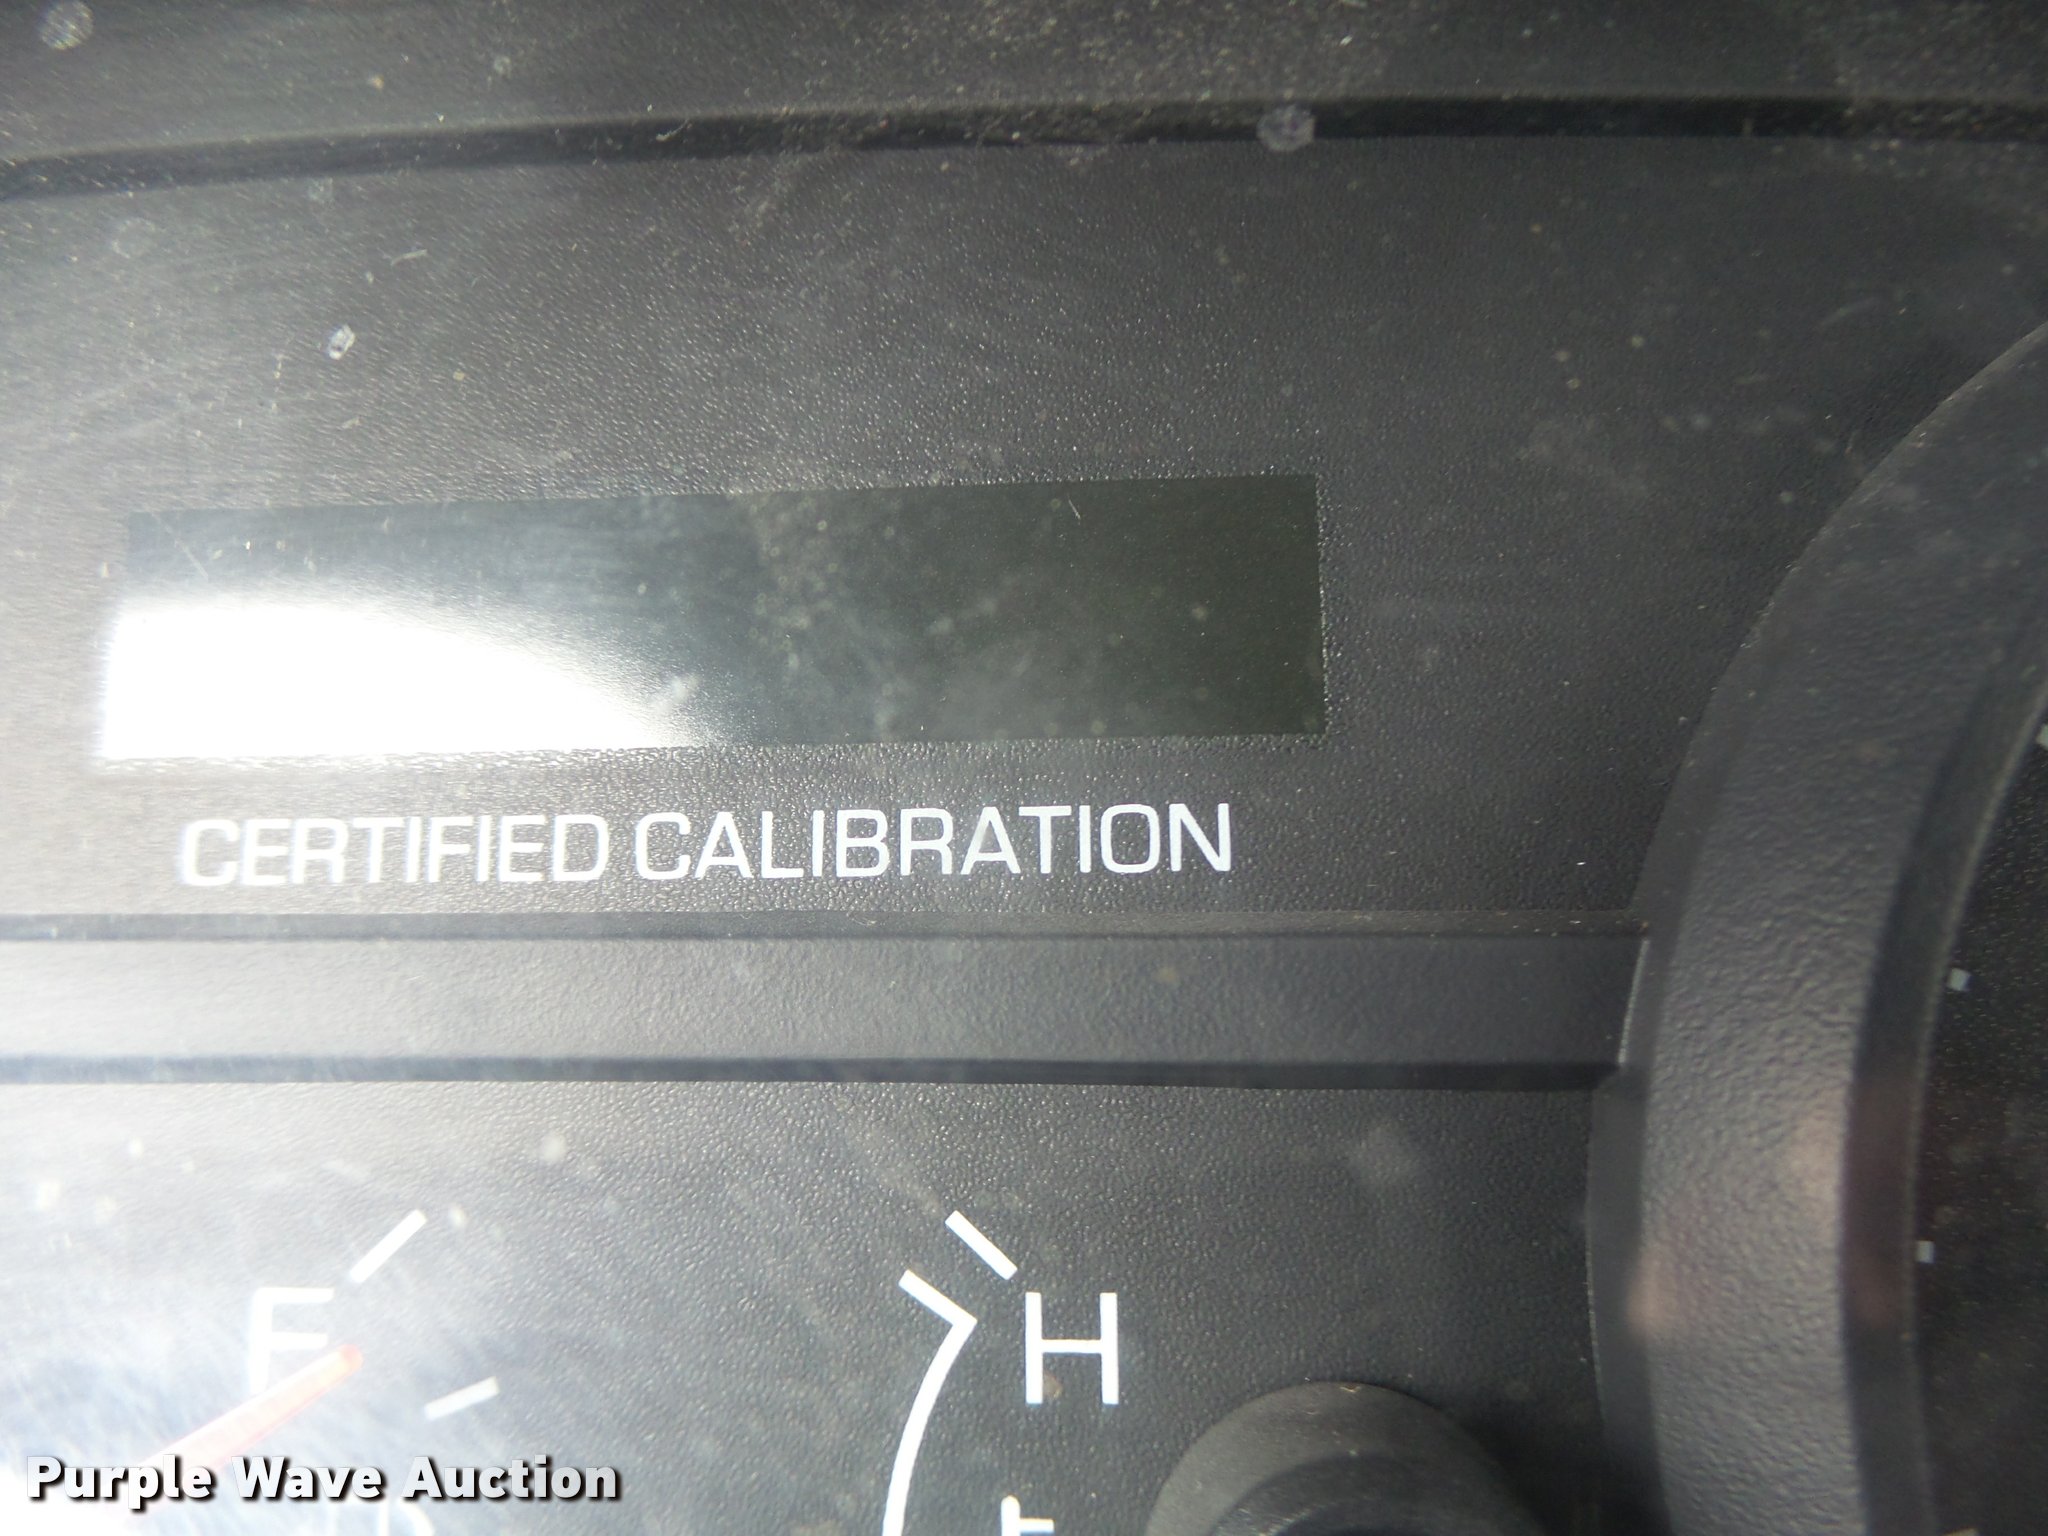 CERTIFIED CALIBRATION
F
H
Purple Wave Auction